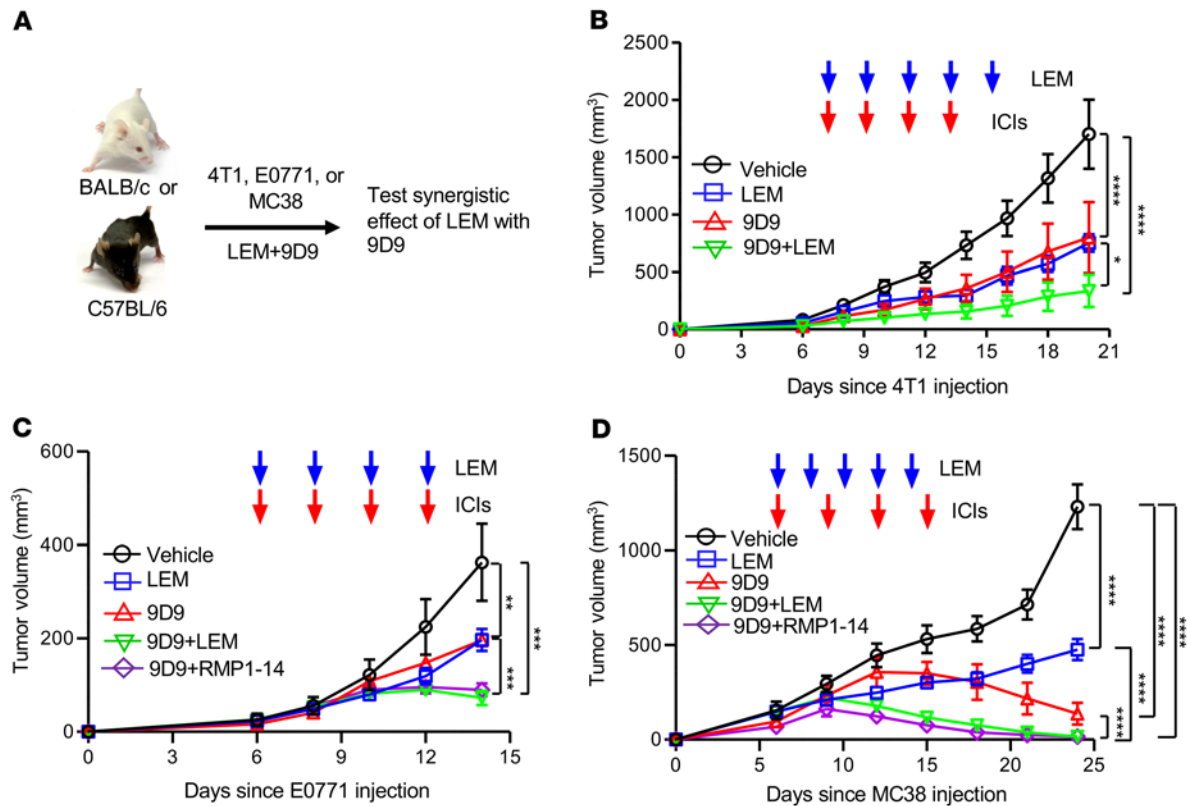 A
BALB/c or
C57BL/6
4T1, E0771, or
MC38
LEM+9D9
Test synergistic
effect of LEM with
9D9
B
Tumor volume (mm³)
2500
2000
1500
1000
500
0
LEM
ICIs
Vehicle
LEM
9D9
9D9+LEM
****
****
*
0 3 6 9 12 15 18 21
Days since 4T1 injection
C
Tumor volume (mm³)
600
400
200
0
LEM
ICIs
Vehicle
LEM
9D9
9D9+LEM
9D9+RMP1-14
**
***
***
0 3 6 9 12 15
Days since E0771 injection
D
Tumor volume (mm³)
1500
1000
500
0
LEM
ICIs
Vehicle
LEM
9D9
9D9+LEM
9D9+RMP1-14
****
****
****
****
****
0 5 10 15 20 25
Days since MC38 injection